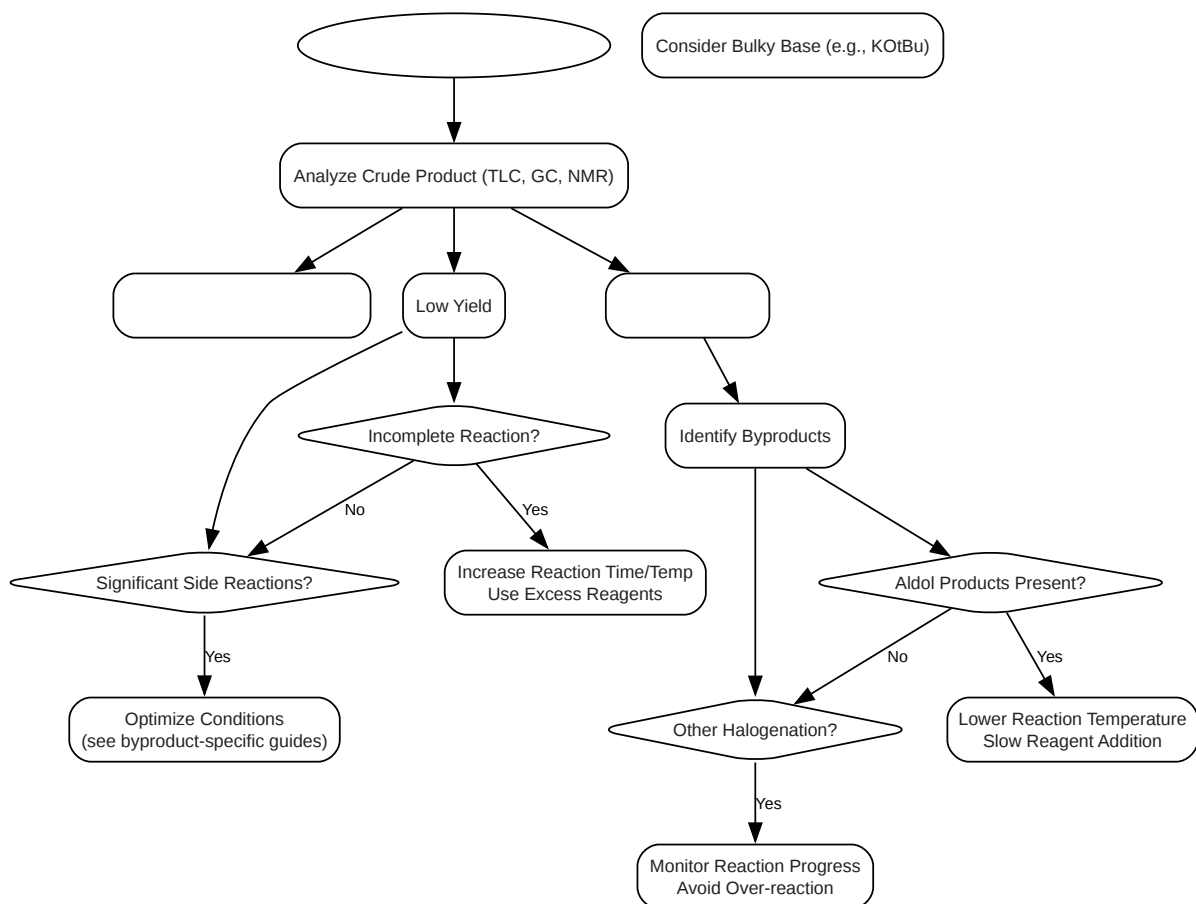 Consider Bulky Base (e.g., KOtBu)
Analyze Crude Product (TLC, GC, NMR)
Low Yield
Incomplete Reaction?
Identify Byproducts
No
Yes
Significant Side Reactions?
Increase Reaction Time/Temp
Use Excess Reagents
Aldol Products Present?
Yes
No
Yes
Optimize Conditions
(see byproduct-specific guides)
Other Halogenation?
Lower Reaction Temperature
Slow Reagent Addition
Yes
Monitor Reaction Progress
Avoid Over-reaction